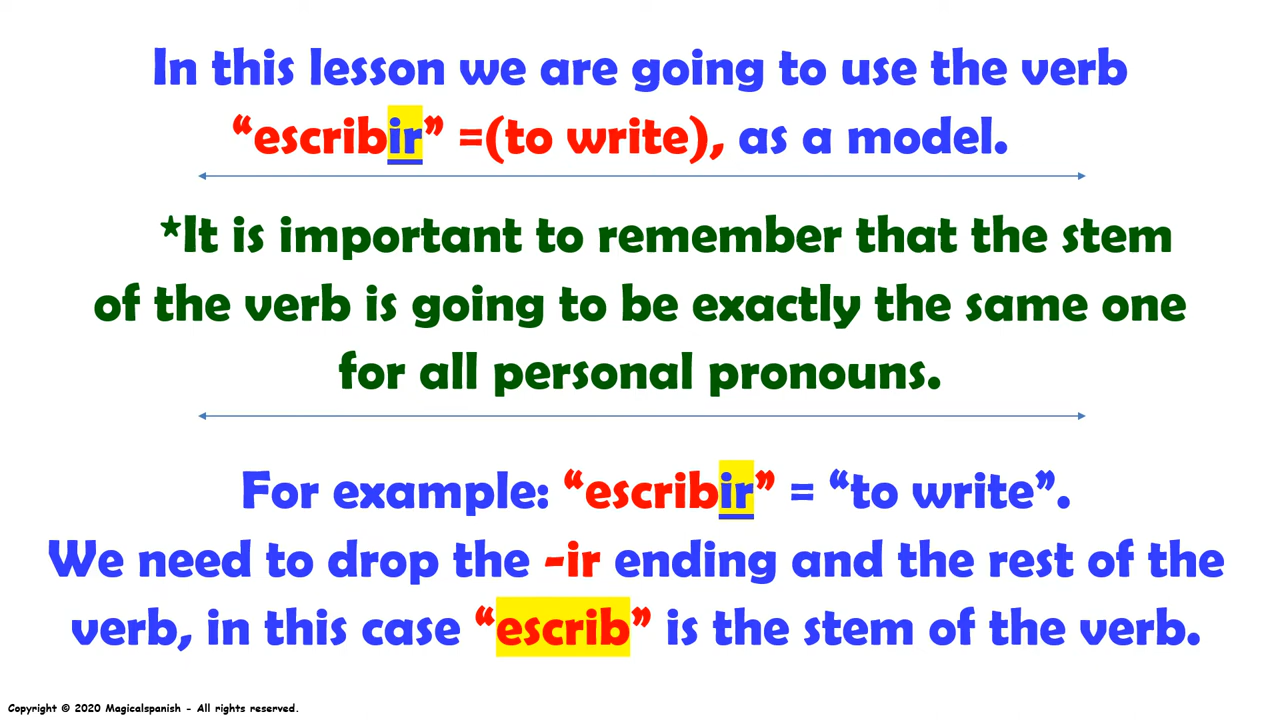 In this lesson we are going to use the verb
“escribir” =(to write), as a model.
*It is important to remember that the stem
of the verb is going to be exactly the same one
for all personal pronouns.
For example: “escribir” = “to write”.
We need to drop the -ir ending and the rest of the
verb, in this case “escrib” is the stem of the verb.
Copyright © 2020 Magicalspanish - All rights reserved.